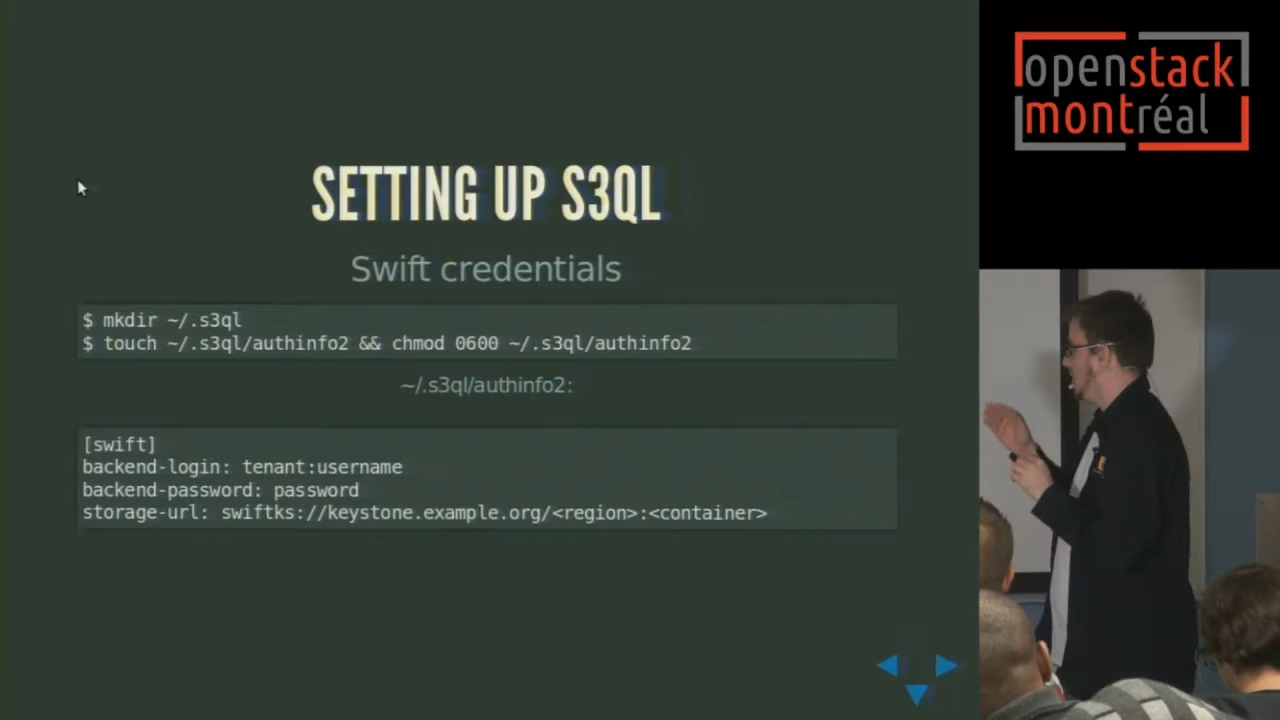 SETTING UP S3QL
Swift credentials
$ mkdir ~/.s3ql
$ touch ~/.s3ql/authinfo2 && chmod 0600 ~/.s3ql/authinfo2
~/.s3ql/authinfo2:
[swift]
backend-login: tenant:username
backend-password: password
storage-url: swiftks://keystone.example.org/<region>:<container>
openstack
montréal